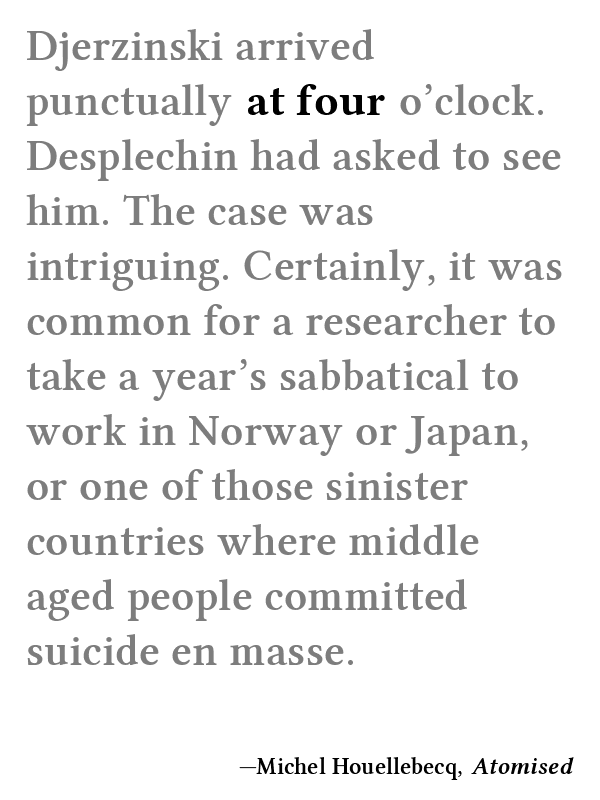 Djerzinski arrived
punctually at four o’clock.
Desplechin had asked to see
him. The case was
intriguing. Certainly, it was
common for a researcher to
take a year’s sabbatical to
work in Norway or Japan,
or one of those sinister
countries where middle
aged people committed
suicide en masse.
—Michel Houellebecq, Atomised